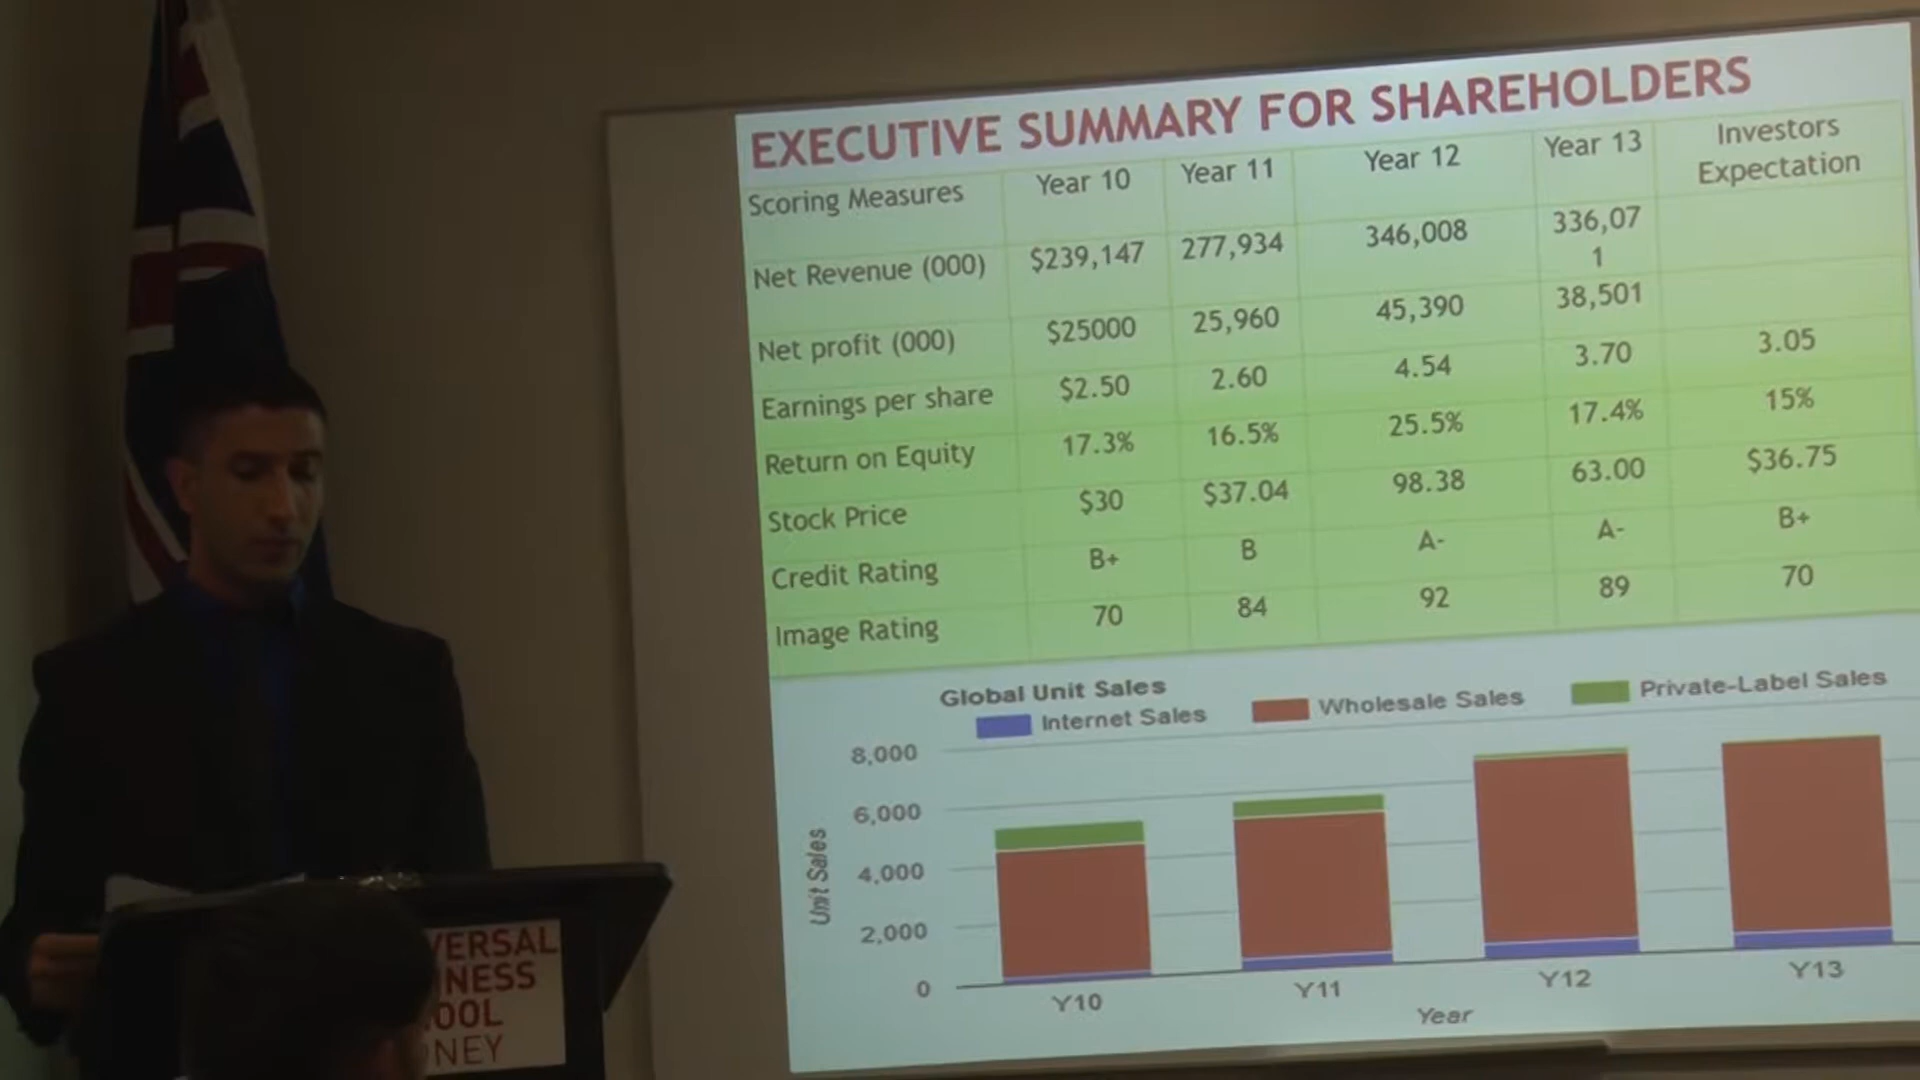 EXECUTIVE SUMMARY FOR SHAREHOLDERS
Scoring Measures Year 10 Year 11 Year 12 Year 13 Investors Expectation
Net Revenue (000) $239,147 277,934 346,008 336,07
1
Net profit (000) $25000 25,960 45,390 38,501
Earnings per share $2.50 2.60 4.54 3.70 3.05
Return on Equity 17.3% 16.5% 25.5% 17.4% 15%
Stock Price $30 $37.04 98.38 63.00 $36.75
Credit Rating B+ B A- A- B+
Image Rating 70 84 92 89 70
Global Unit Sales
Internet Sales Wholesale Sales Private-Label Sales
8,000
6,000
4,000
2,000
0
Unit Sales
Y10 Y11 Y12 Y13
Year
VERSAL
INESS
OOL
NEY